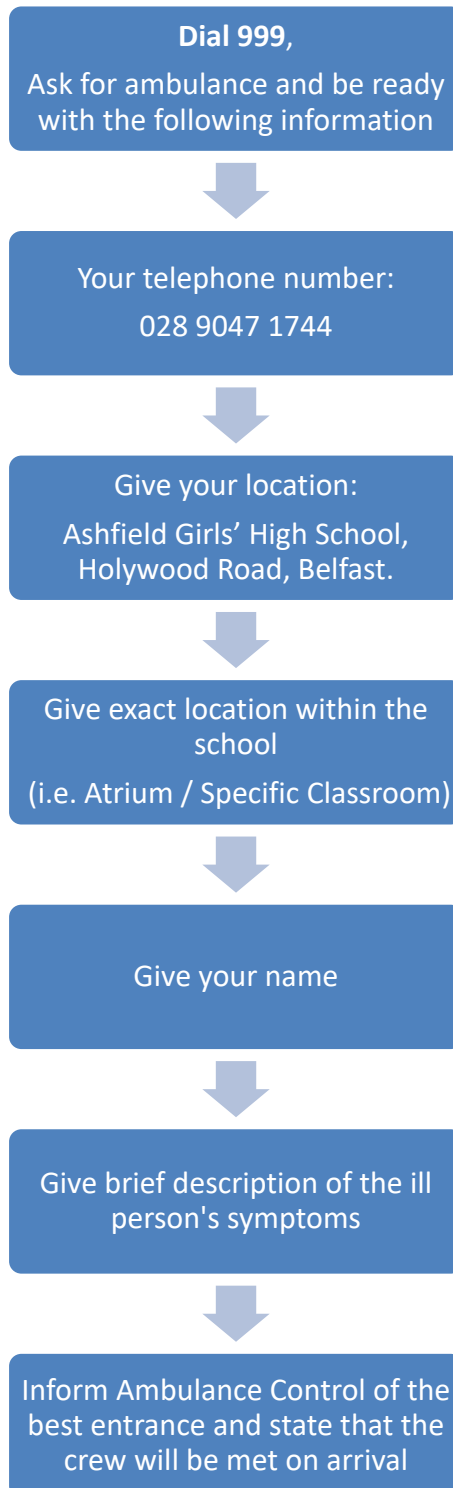 Dial 999,
Ask for ambulance and be ready
with the following information
Your telephone number:
028 9047 1744
Give your location:
Ashfield Girls’ High School,
Holywood Road, Belfast.
Give exact location within the
school
(i.e. Atrium / Specific Classroom)
Give your name
Give brief description of the ill
person's symptoms
Inform Ambulance Control of the
best entrance and state that the
crew will be met on arrival